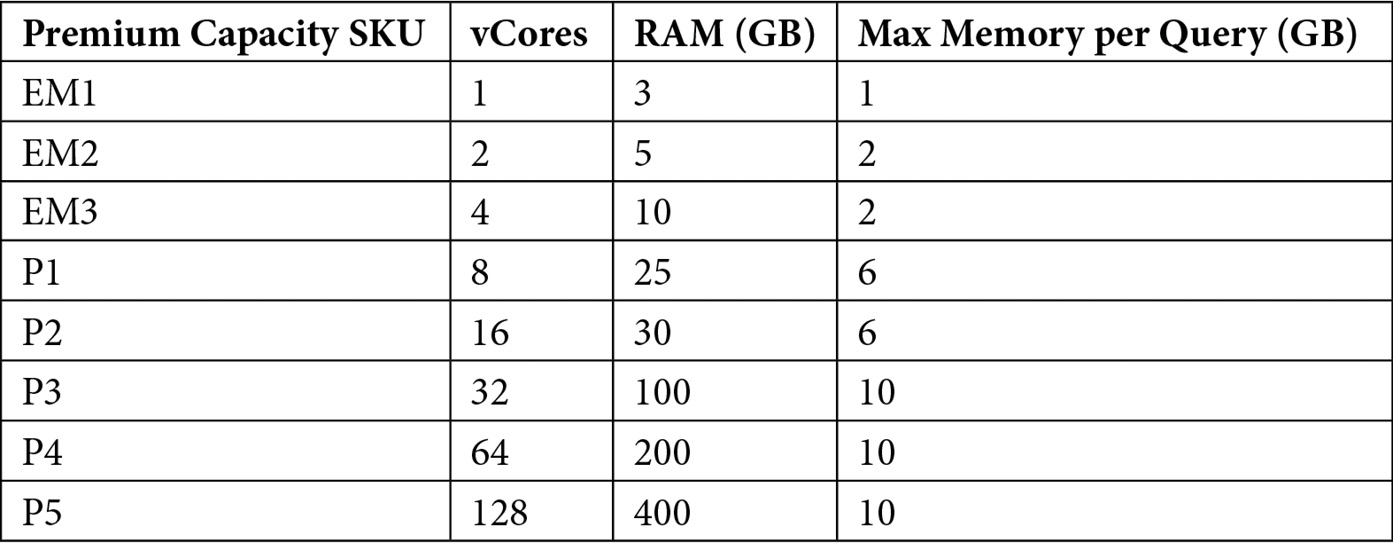 Premium Capacity SKU vCores RAM (GB) Max Memory per Query (GB)
EM1 1 3 1
EM2 2 5 2
EM3 4 10 2
P1 8 25 6
P2 16 30 6
P3 32 100 10
P4 64 200 10
P5 128 400 10